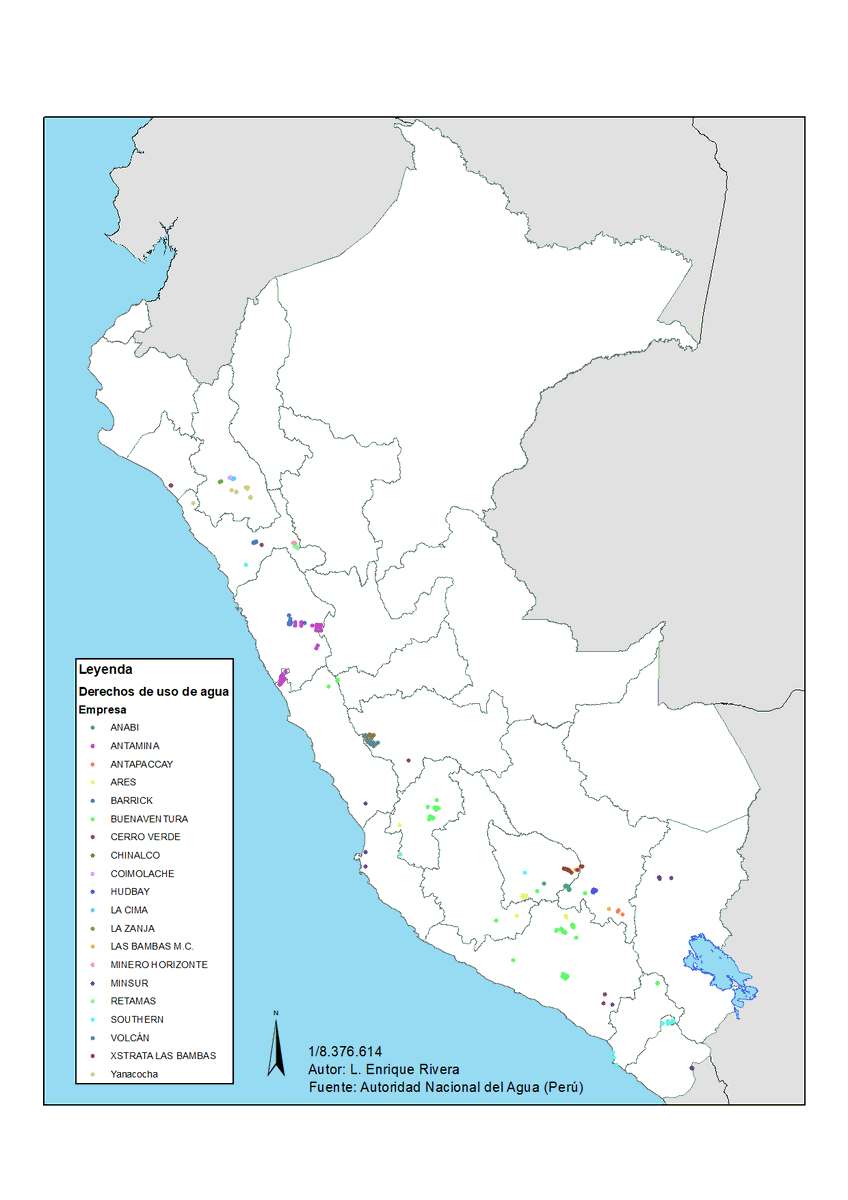 Leyenda
Derechos de uso de agua
Empresa
ANABI
ANTAMINA
ANTAPACCAY
ARES
BARRICK
BUENAVENTURA
CERRO VERDE
CHINALCO
COIMOLACHE
HUDBAY
LA CIMA
LA ZANJA
LAS BAMBAS M.C.
MINERO HORIZONTE
MINSUR
RETAMAS
SOUTHERN
VOLCÁN
XSTRATA LAS BAMBAS
Yanacocha
N
1/8.376.614
Autor: L. Enrique Rivera
Fuente: Autoridad Nacional del Agua (Perú)